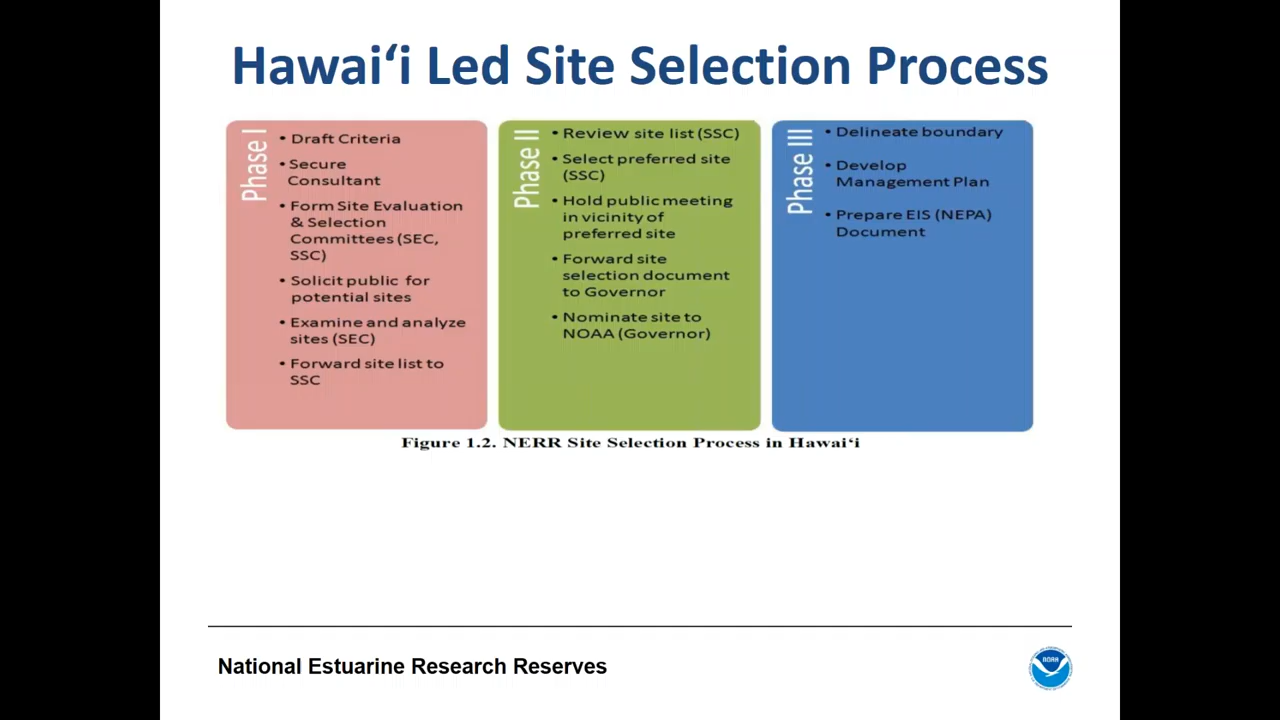 Hawai‘i Led Site Selection Process
Phase I
• Draft Criteria
• Secure
Consultant
• Form Site Evaluation
& Selection
Committees (SEC,
SSC)
• Solicit public for
potential sites
• Examine and analyze
sites (SEC)
• Forward site list to
SSC
Phase II
• Review site list (SSC)
• Select preferred site
(SSC)
• Hold public meeting
in vicinity of
preferred site
• Forward site
selection document
to Governor
• Nominate site to
NOAA (Governor)
Phase III
• Delineate boundary
• Develop
Management Plan
• Prepare EIS (NEPA)
Document
Figure 1.2. NERR Site Selection Process in Hawai‘i
National Estuarine Research Reserves
NOAA